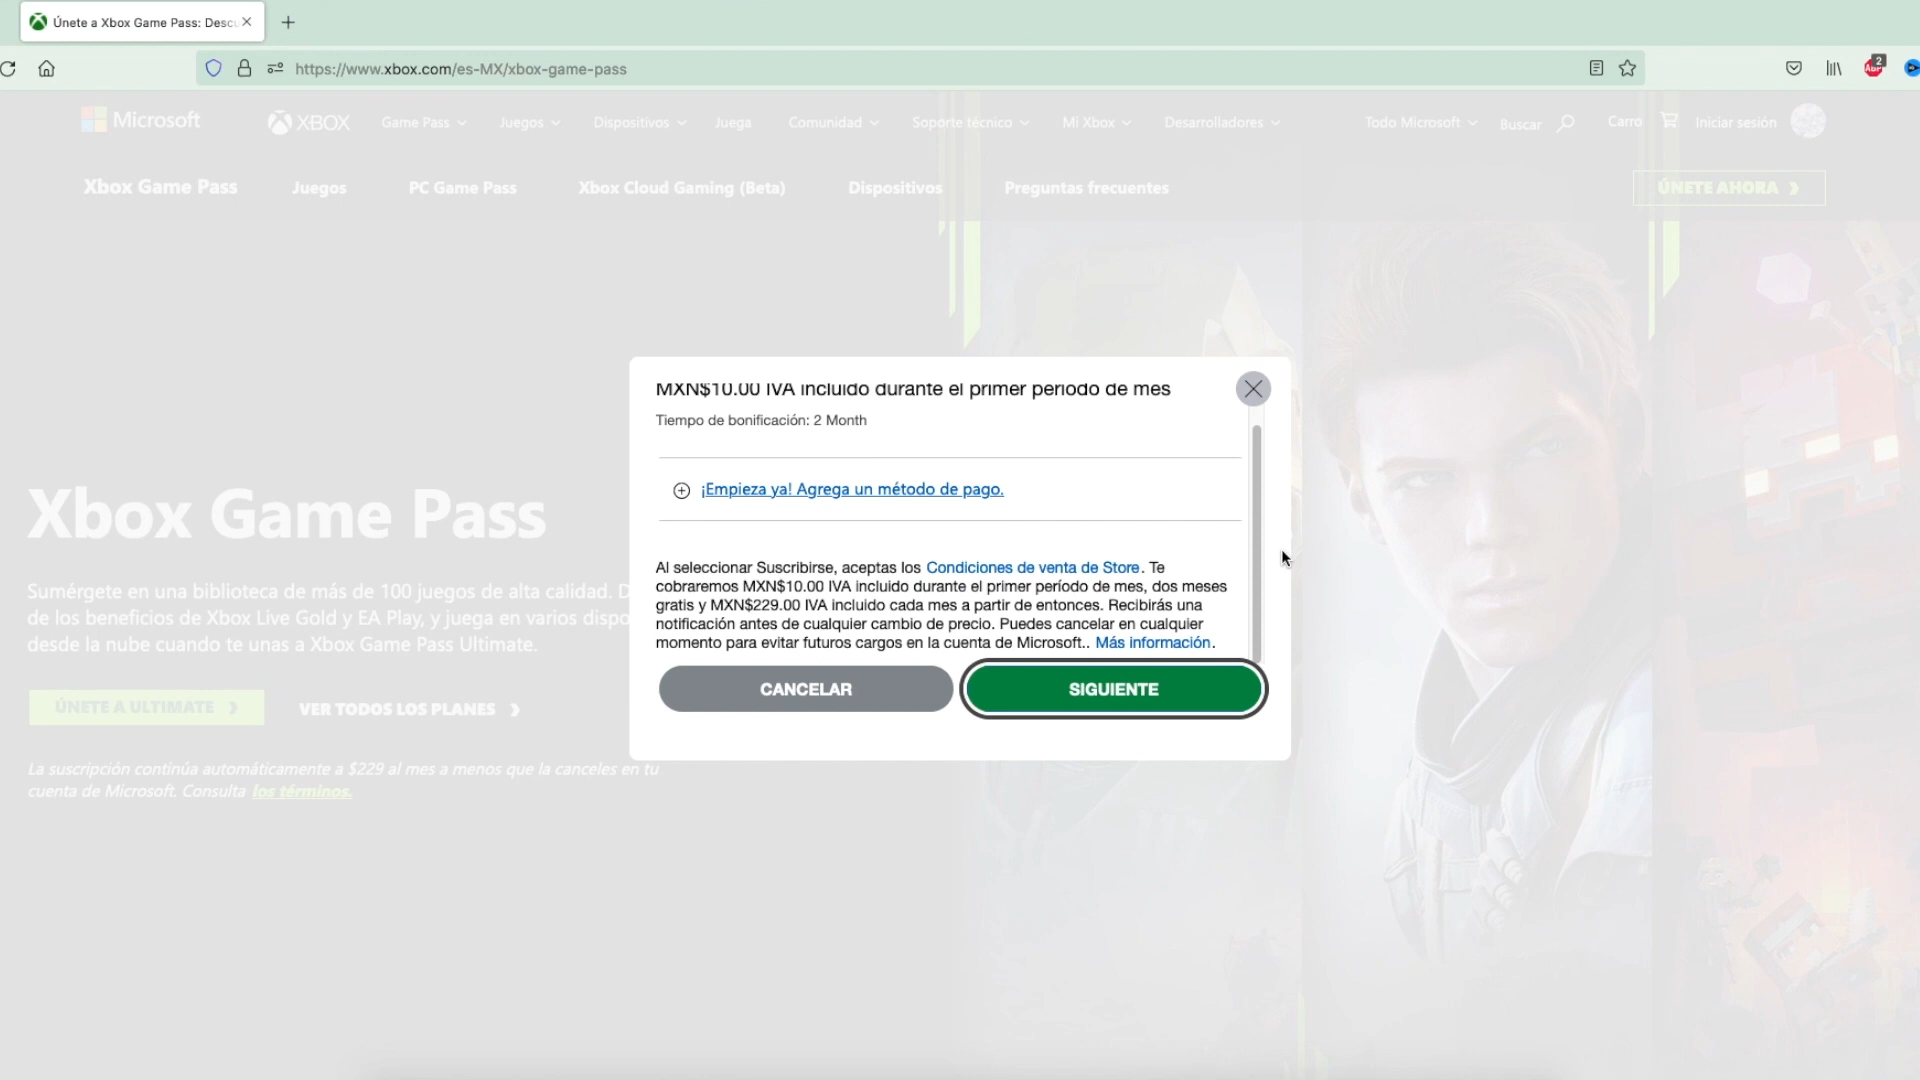 Únete a Xbox Game Pass: Descu
https://www.xbox.com/es-MX/xbox-game-pass
ABP 2
Microsoft XBOX Game Pass Juegos Dispositivos Juega Comunidad Soporte técnico Mi Xbox Desarrolladores Todo Microsoft Buscar Carro Iniciar sesión
Xbox Game Pass Juegos PC Game Pass Xbox Cloud Gaming (Beta) Dispositivos Preguntas frecuentes ÚNETE AHORA
MXN$10.00 IVA incluido durante el primer período de mes
Tiempo de bonificación: 2 Month
¡Empieza ya! Agrega un método de pago.
Al seleccionar Suscribirse, aceptas los Condiciones de venta de Store. Te
cobraremos MXN$10.00 IVA incluido durante el primer período de mes, dos meses
gratis y MXN$229.00 IVA incluido cada mes a partir de entonces. Recibirás una
notificación antes de cualquier cambio de precio. Puedes cancelar en cualquier
momento para evitar futuros cargos en la cuenta de Microsoft.. Más información.
CANCELAR SIGUIENTE
Xbox Game Pass
Sumérgete en una biblioteca de más de 100 juegos de alta calidad. D
de los beneficios de Xbox Live Gold y EA Play, y juega en varios dispo
desde la nube cuando te unas a Xbox Game Pass Ultimate.
ÚNETE A ULTIMATE VER TODOS LOS PLANES
La suscripción continúa automáticamente a $229 al mes a menos que la canceles en tu
cuenta de Microsoft. Consulta los términos.